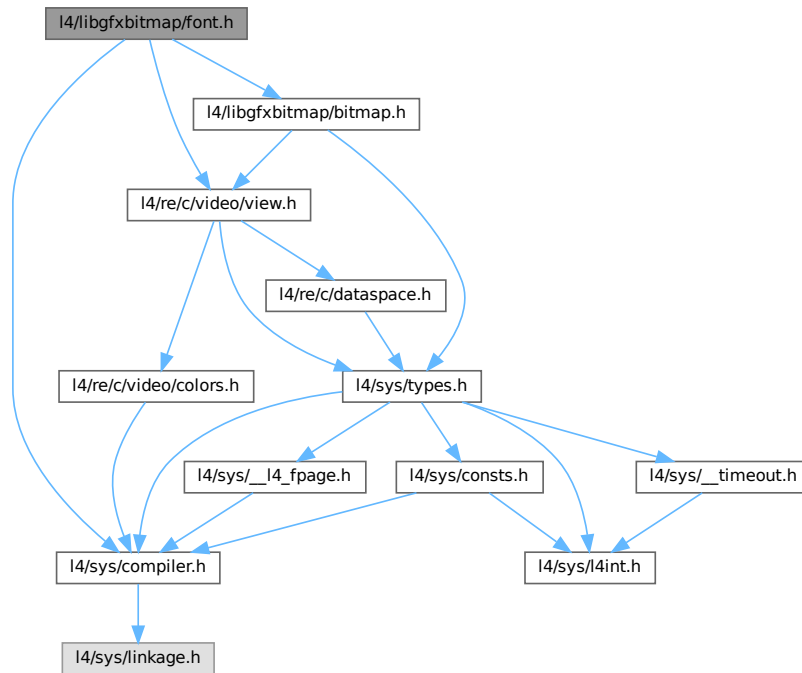 l4/libgfxbitmap/font.h
l4/libgfxbitmap/bitmap.h
l4/re/c/video/view.h
l4/re/c/dataspace.h
l4/re/c/video/colors.h
l4/sys/types.h
l4/sys/__l4_fpage.h
l4/sys/consts.h
l4/sys/__timeout.h
l4/sys/compiler.h
l4/sys/l4int.h
l4/sys/linkage.h